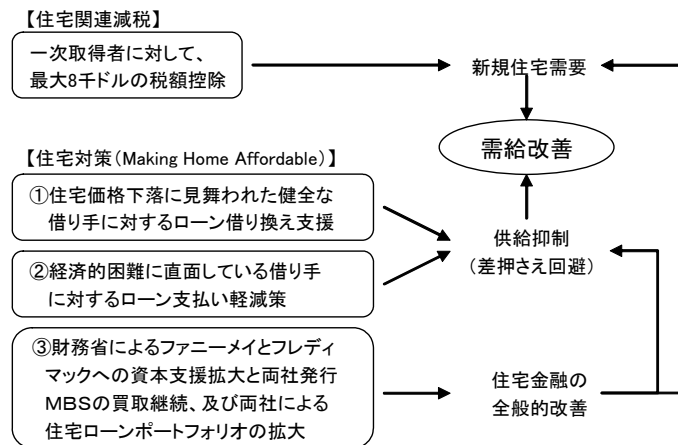 【住宅関連減税】
一次取得者に対して、
最大8千ドルの税額控除
新規住宅需要
需給改善
【住宅対策(Making Home Affordable)】
①住宅価格下落に見舞われた健全な
借り手に対するローン借り換え支援
供給抑制
(差押さえ回避)
②経済的困難に直面している借り手
に対するローン支払い軽減策
③財務省によるファニーメイとフレディ
マックへの資本支援拡大と両社発行
MBSの買取継続、及び両社による
住宅ローンポートフォリオの拡大
住宅金融の
全般的改善